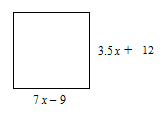 3.5x + 12
7x – 9